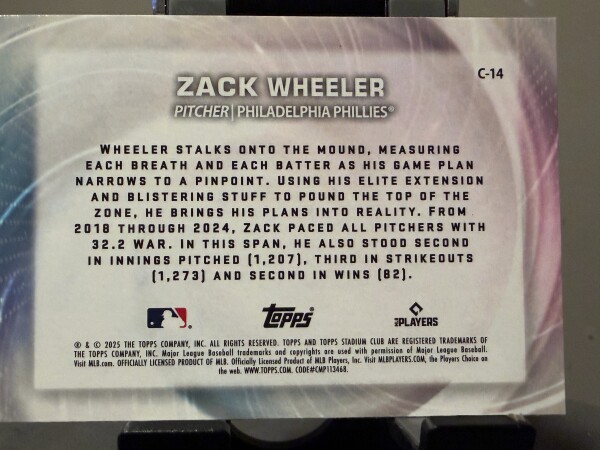 C-14
ZACK WHEELER
PITCHER | PHILADELPHIA PHILLIES®
WHEELER STALKS ONTO THE MOUND, MEASURING
EACH BREATH AND EACH BATTER AS HIS GAME PLAN
NARROWS TO A PINPOINT. USING HIS ELITE EXTENSION
AND BLISTERING STUFF TO POUND THE TOP OF THE
ZONE, HE BRINGS HIS PLANS INTO REALITY. FROM
2018 THROUGH 2024, ZACK PACED ALL PITCHERS WITH
32.2 WAR. IN THIS SPAN, HE ALSO STOOD SECOND
IN INNINGS PITCHED (1,207), THIRD IN STRIKEOUTS
(1,273) AND SECOND IN WINS (82).
Topps® MLB PLAYERS
® & © 2025 THE TOPPS COMPANY, INC. ALL RIGHTS RESERVED. TOPPS AND TOPPS STADIUM CLUB ARE REGISTERED TRADEMARKS OF
THE TOPPS COMPANY, INC. Major League Baseball trademarks and copyrights are used with permission of Major League Baseball.
Visit MLB.com. OFFICIALLY LICENSED PRODUCT OF MLB. Officially Licensed Product of MLB Players, Inc. Visit MLBPLAYERS.COM, the Players Choice on
the web. WWW.TOPPS.COM. CODE#CMP113468.